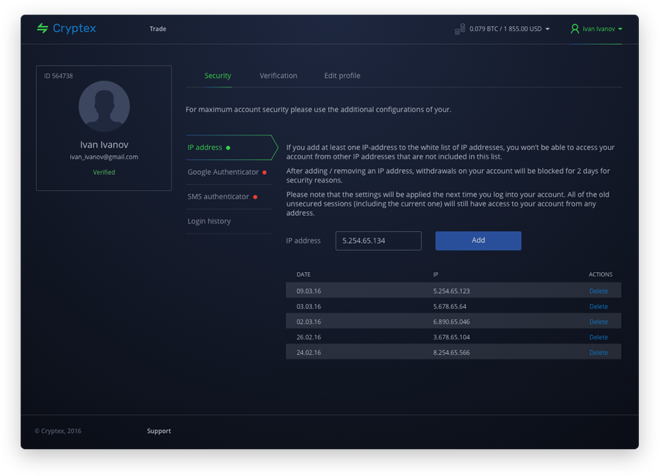 Cryptex
Trade
0.079 BTC / 1 855.00 USD
Ivan Ivanov
ID 564738
Ivan Ivanov
ivan_ivanov@gmail.com
Verified
Security
Verification
Edit profile
For maximum account security please use the additional configurations of your.
IP address
Google Authenticator
SMS authenticator
Login history
If you add at least one IP-address to the white list of IP addresses, you won't be able to access your
account from other IP addresses that are not included in this list.
After adding / removing an IP address, withdrawals on your account will be blocked for 2 days for
security reasons.
Please note that the settings will be applied the next time you log into your account. All of the old
unsecured sessions (including the current one) will still have access to your account from any
address.
IP address
5.254.65.134
Add
DATE IP ACTIONS
09.03.16 5.254.65.123 Delete
03.03.16 5,678.65.64 Delete
02.03.16 6.890.65.046 Delete
26.02.16 3.678.65.104 Delete
24.02.16 8.254.65.566 Delete
© Cryptex, 2016
Support